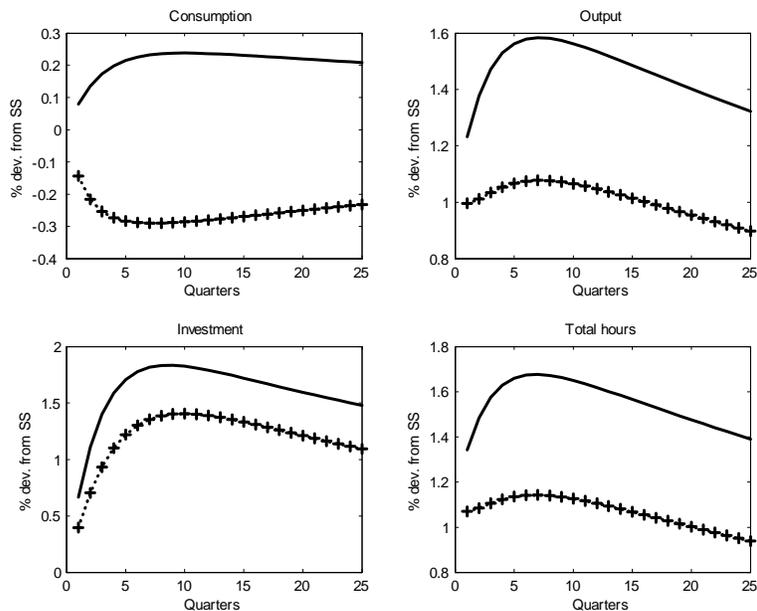 Consumption
0.3
0.2
0.1
0
-0.1
-0.2
-0.3
-0.4
% dev. from SS
0 5 10 15 20 25
Quarters
Output
1.6
1.4
1.2
1
0.8
% dev. from SS
0 5 10 15 20 25
Quarters
Investment
2
1.5
1
0.5
0
% dev. from SS
0 5 10 15 20 25
Quarters
Total hours
1.8
1.6
1.4
1.2
1
0.8
% dev. from SS
0 5 10 15 20 25
Quarters